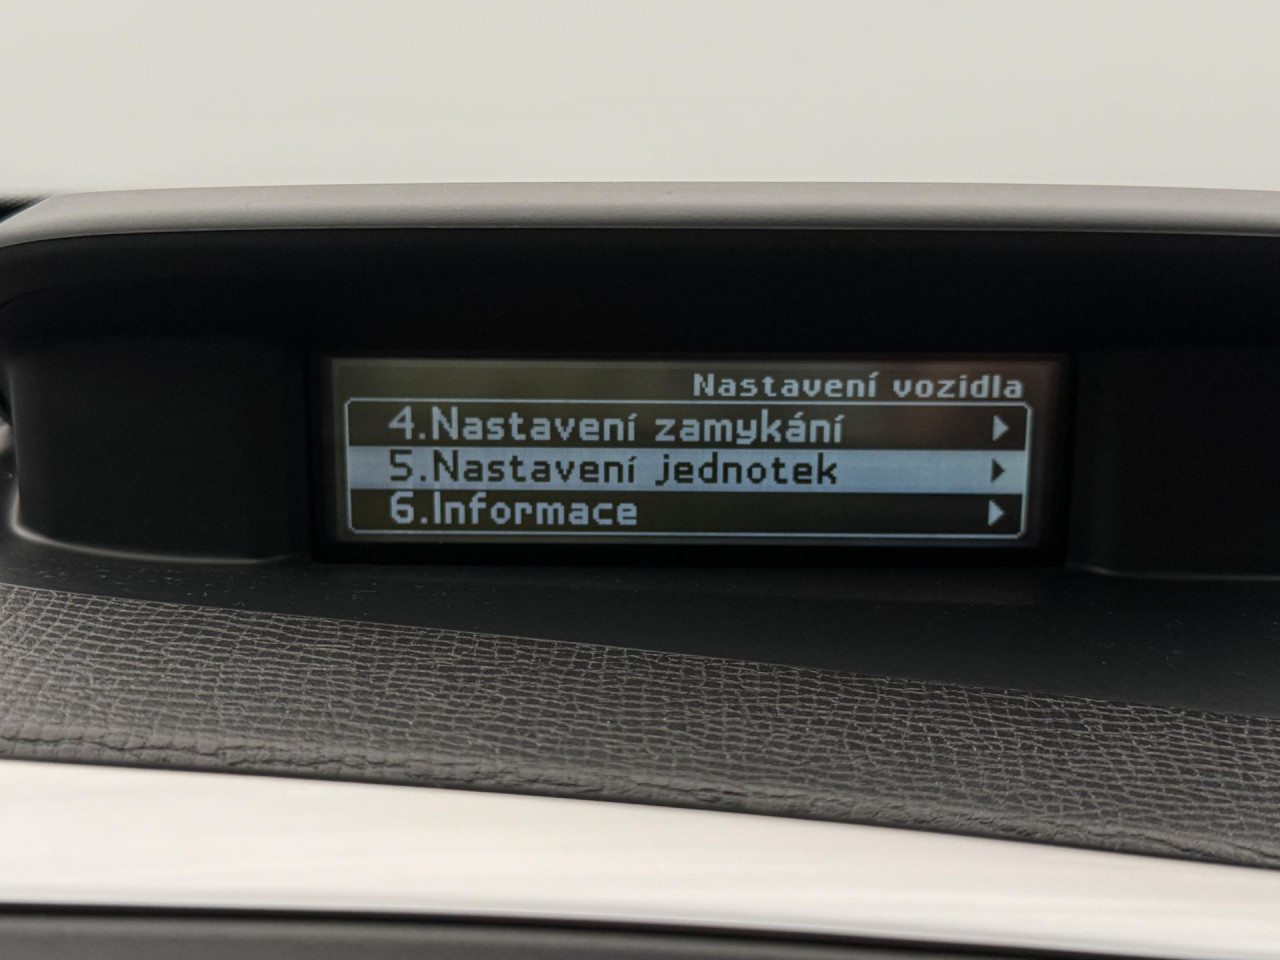 Nastavení vozidla
4.Nastavení zamykání
5.Nastavení jednotek
6.Informace